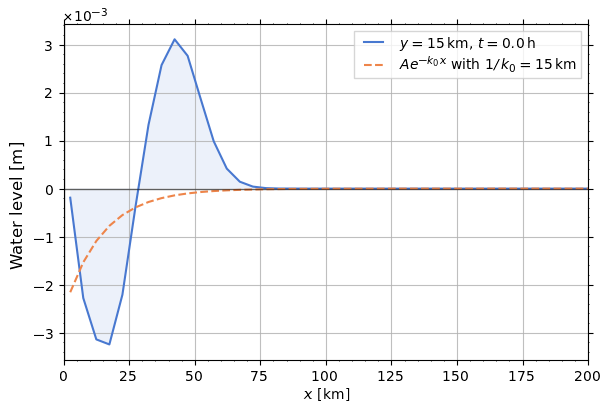 ×10⁻³
3
2
1
0
−1
−2
−3
Water level [m]
y = 15 km, t = 0.0 h
Ae^{−k₀x} with 1/k₀ = 15 km
0 25 50 75 100 125 150 175 200
x [km]